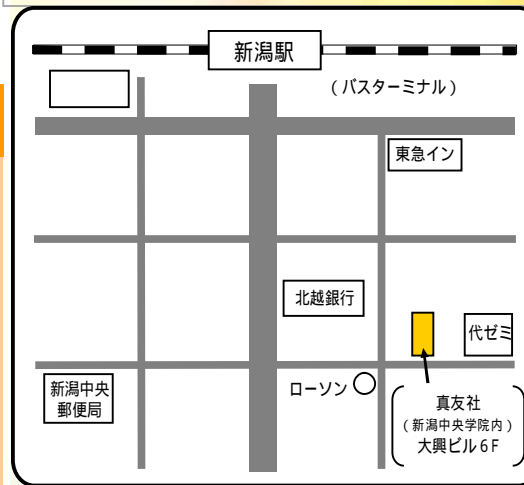 新潟駅
（バスターミナル）
東急イン
北越銀行
代ゼミ
ローソン
新潟中央
郵便局
真友社
（新潟中央学院内）
大興ビル６F